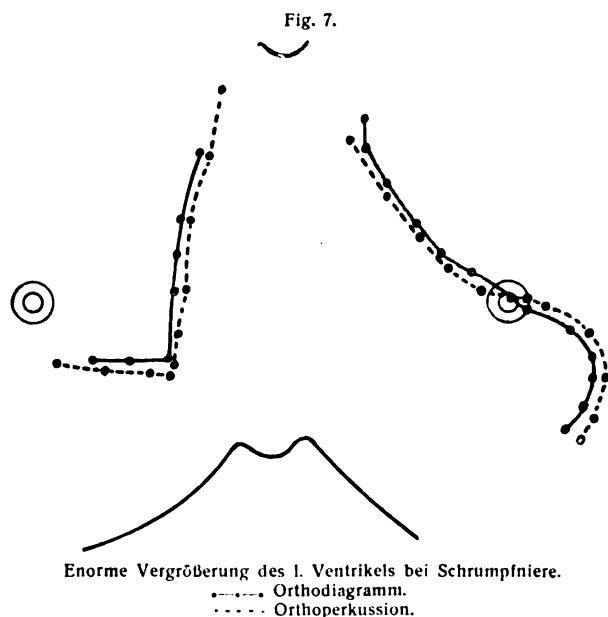 Fig. 7.
Enorme Vergrößerung des l. Ventrikels bei Schrumpfniere.
Orthodiagramm.
Orthoperkussion.